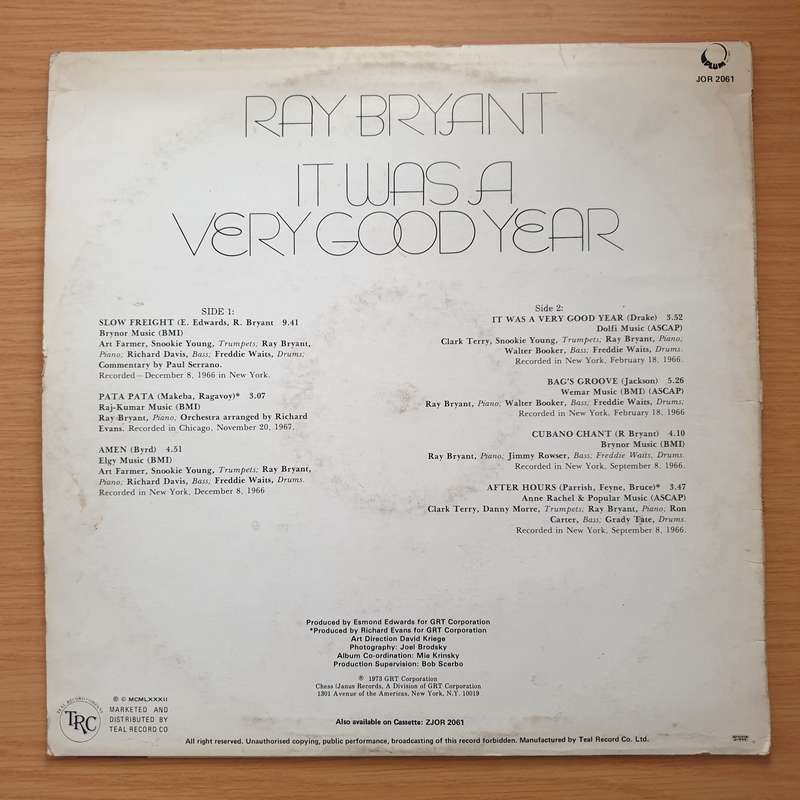 PLUM
JOR 2061
RAY BRYANT
IT WAS A
VERY GOOD YEAR
SIDE 1:
SLOW FREIGHT (E. Edwards, R. Bryant 9.41
Brynor Music (BMI)
Art Farmer, Snookie Young, Trumpets; Ray Bryant,
Piano; Richard Davis, Bass; Freddie Waits, Drums;
Commentary by Paul Serrano.
Recorded - December 8, 1966 in New York.
PATA PATA (Makeba, Ragavoy)* 3.07
Raj-Kumar Music (BMI)
Ray Bryant, Piano, Orchestra arranged by Richard
Evans. Recorded in Chicago, November 20, 1967.
AMEN (Byrd) 4.51
Elgy Music (BMI)
Art Farmer, Snookie Young, Trumpets; Ray Bryant,
Piano; Richard Davis, Bass; Freddie Waits, Drums.
Recorded in New York, December 8, 1966
Side 2:
IT WAS A VERY GOOD YEAR (Drake) 3.52
Dolfi Music (ASCAP)
Clark Terry, Snookie Young, Trumpets; Ray Bryant, Piano;
Walter Booker, Bass; Freddie Waits, Drums.
Recorded in New York, February 18, 1966.
BAG'S GROOVE (Jackson) 5.26
Wemar Music (BMI) (ASCAP)
Ray Bryant, Piano; Walter Booker, Bass; Freddie Waits, Drums;
Recorded in New York, February 18, 1966
CUBANO CHANT (R Bryant) 4.10
Brynor Music (BMI)
Ray Bryant, Piano, Jimmy Rowser, Bass; Freddie Waits, Drums.
Recorded in New York, September 8, 1966.
AFTER HOURS (Parrish, Feyne, Bruce)* 3.47
Anne Rachel & Popular Music (ASCAP)
Clark Terry, Danny Morre, Trumpets; Ray Bryant, Piano; Ron
Carter, Bass; Grady Tate, Drums.
Recorded in New York, September 8, 1966.
Produced by Esmond Edwards for GRT Corporation
*Produced by Richard Evans for GRT Corporation
Art Direction David Kriege
Photography: Joel Brodsky
Album Co-ordination: Mia Krinsky
Production Supervision: Bob Scerbo
℗ 1973 GRT Corporation
Chess/Janus Records, A Division of GRT Corporation
1301 Avenue of the Americas, New York, N.Y. 10019
TRC
℗ © MCMLXXXII
MARKETED AND
DISTRIBUTED BY
TEAL RECORD CO
Also available on Cassette: ZJOR 2061
All right reserved. Unauthorised copying, public performance, broadcasting of this record forbidden. Manufactured by Teal Record Co. Ltd.